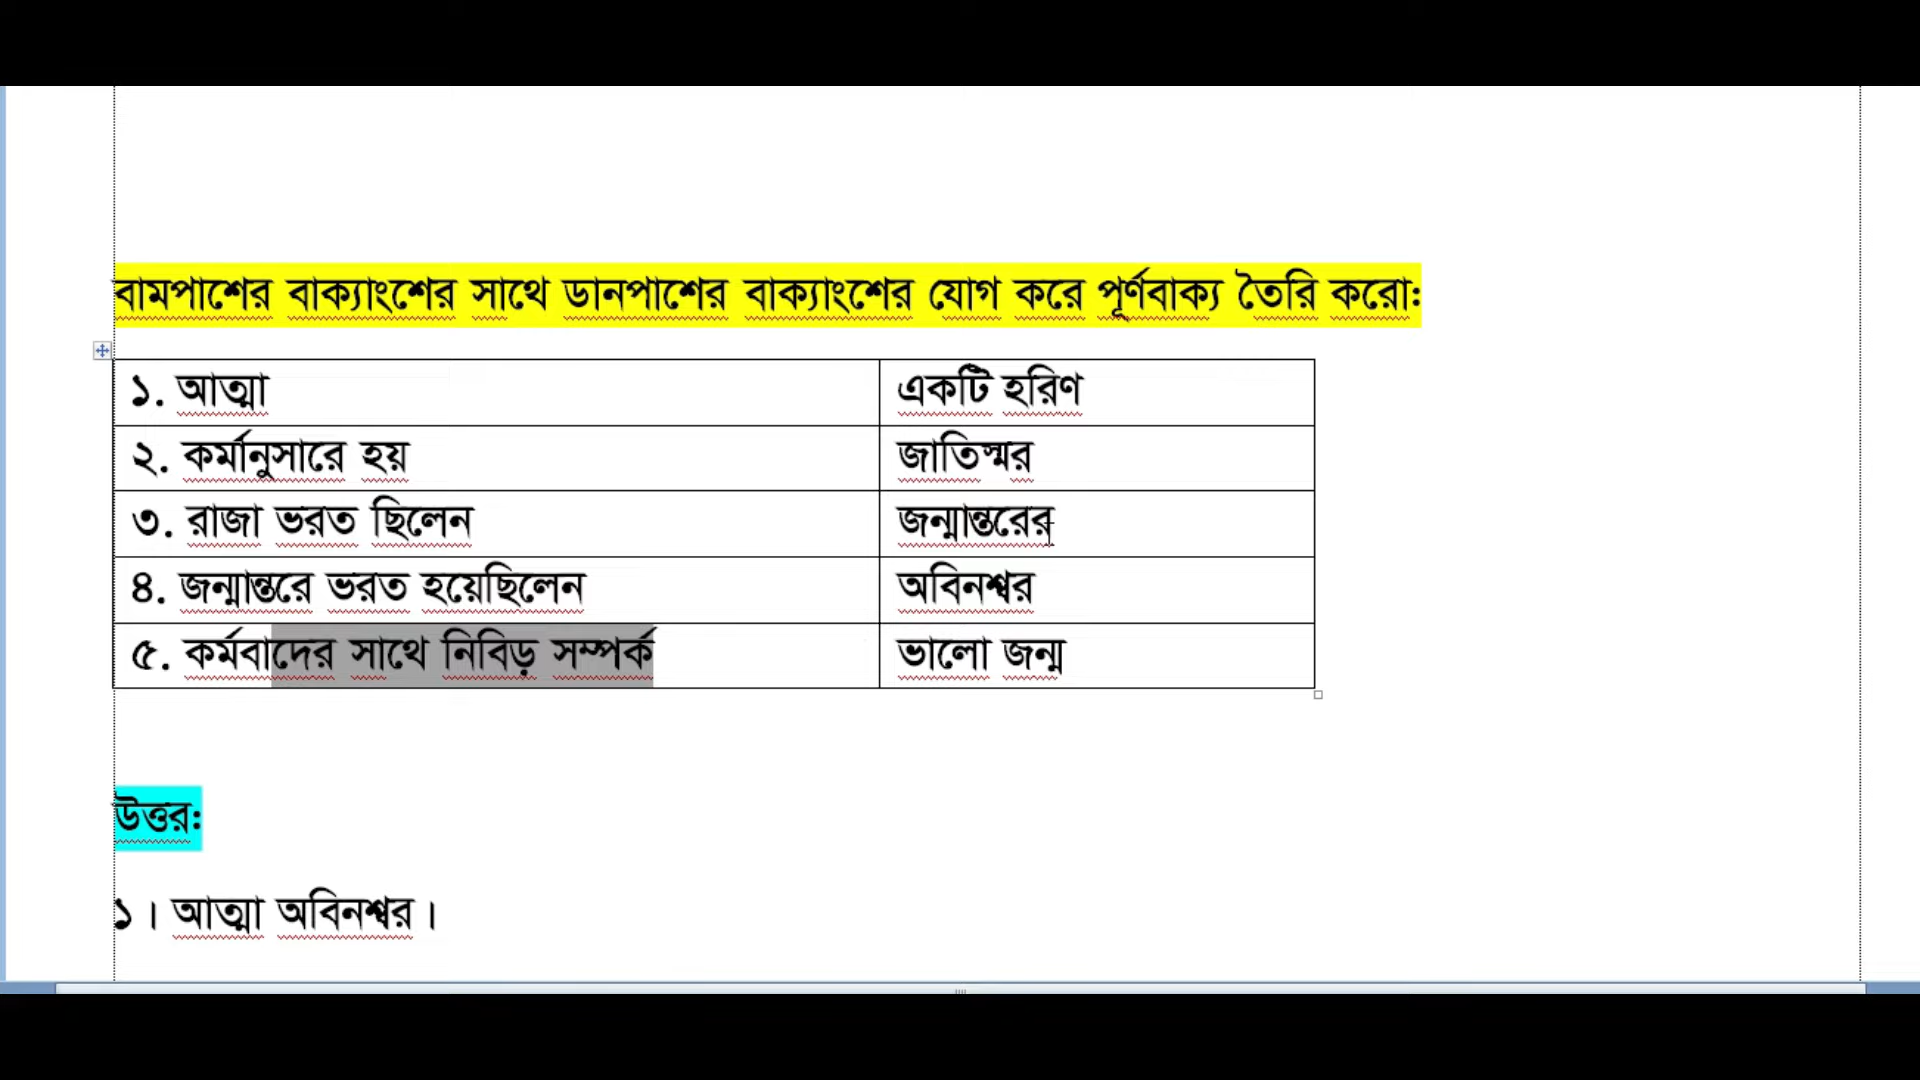 বামপাশের বাক্যাংশের সাথে ডানপাশের বাক্যাংশের যোগ করে পূর্ণবাক্য তৈরি করো:
১. আত্মা একটি হরিণ
২. কর্মানুসারে হয় জাতিস্মর
৩. রাজা ভরত ছিলেন জন্মান্তরের
৪. জন্মান্তরে ভরত হয়েছিলেন অবিনশ্বর
৫. কর্মবাদের সাথে নিবিড় সম্পর্ক ভালো জন্ম
উত্তর:
১। আত্মা অবিনশ্বর।